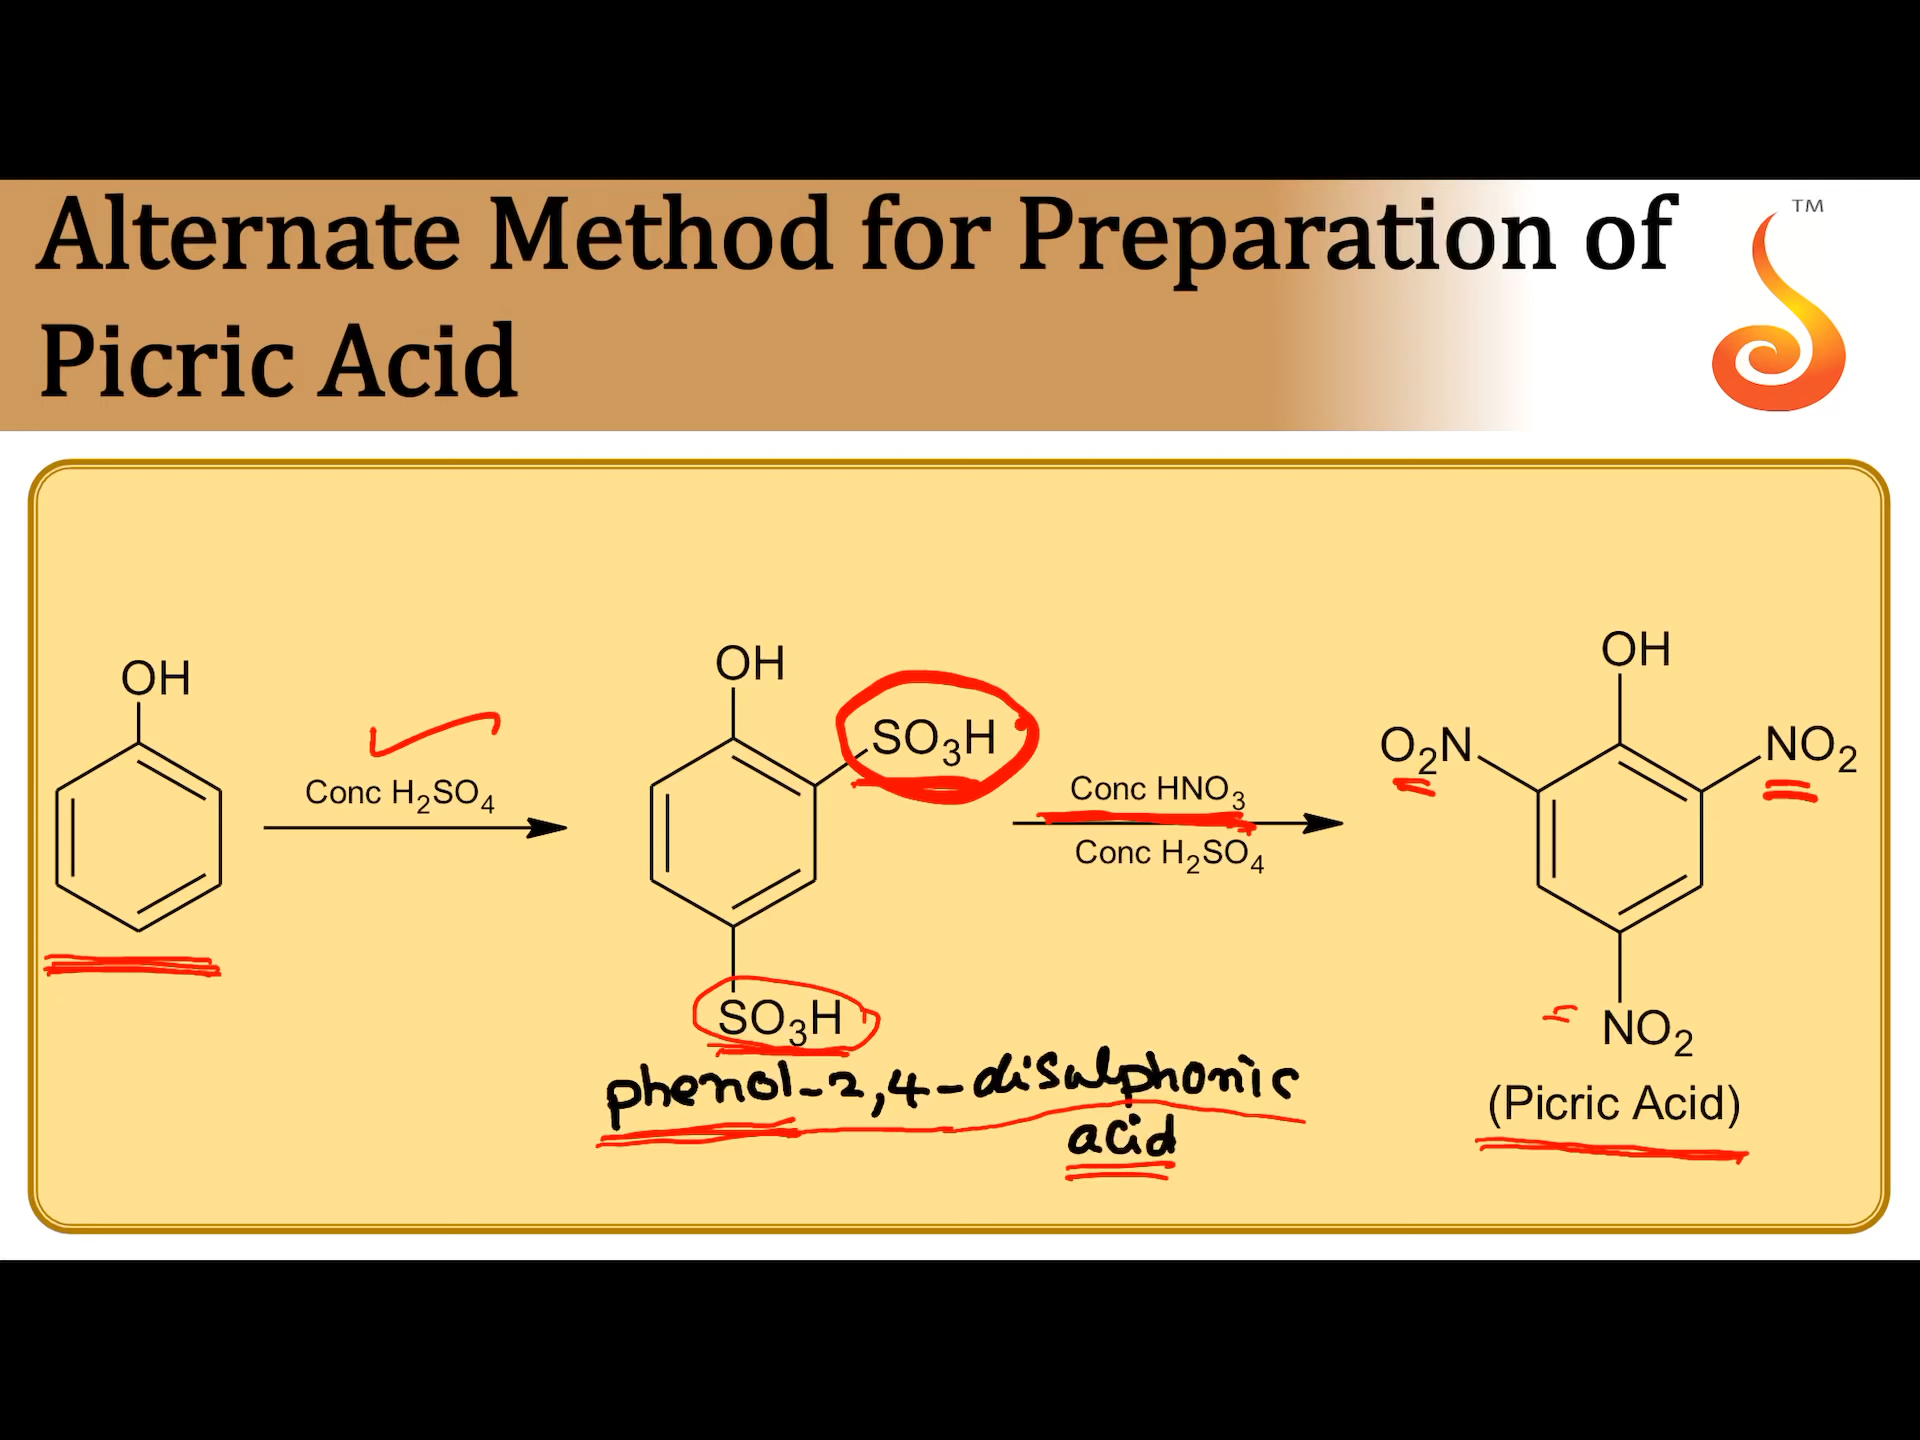 Alternate Method for Preparation of
Picric Acid
TM
OH
Conc H₂SO₄
OH
SO₃H
SO₃H
phenol-2,4-disulphonic
acid
Conc HNO₃
Conc H₂SO₄
OH
O₂N
NO₂
NO₂
(Picric Acid)